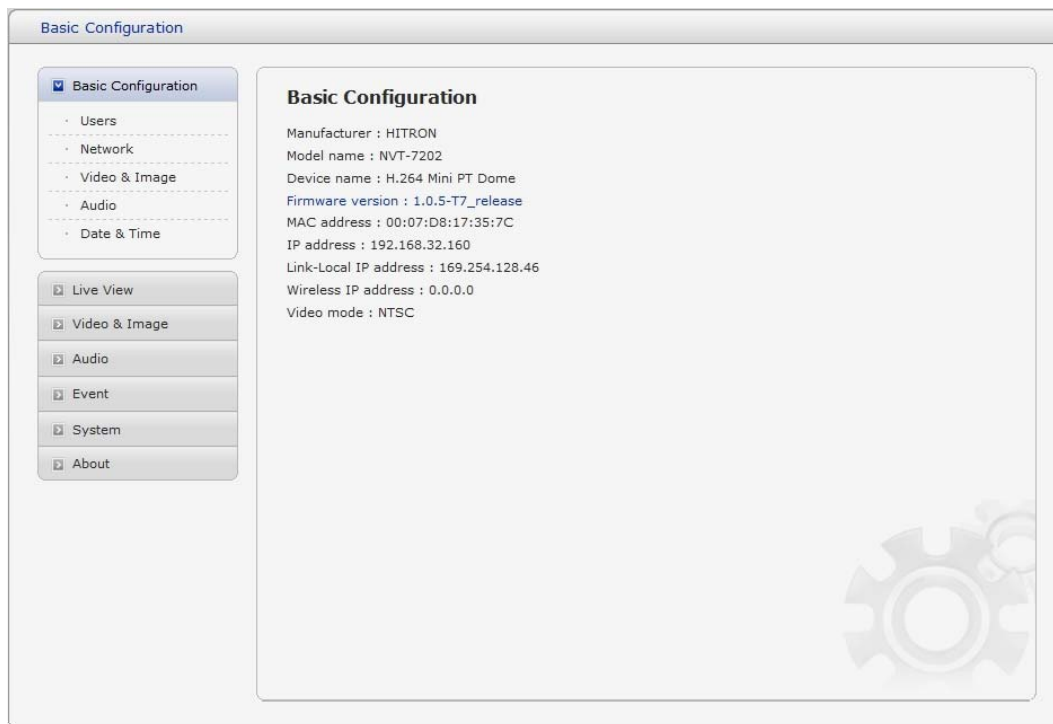 Basic Configuration
Basic Configuration
· Users
· Network
· Video & Image
· Audio
· Date & Time
Live View
Video & Image
Audio
Event
System
About
Basic Configuration
Manufacturer : HITRON
Model name : NVT-7202
Device name : H.264 Mini PT Dome
Firmware version : 1.0.5-T7_release
MAC address : 00:07:D8:17:35:7C
IP address : 192.168.32.160
Link-Local IP address : 169.254.128.46
Wireless IP address : 0.0.0.0
Video mode : NTSC